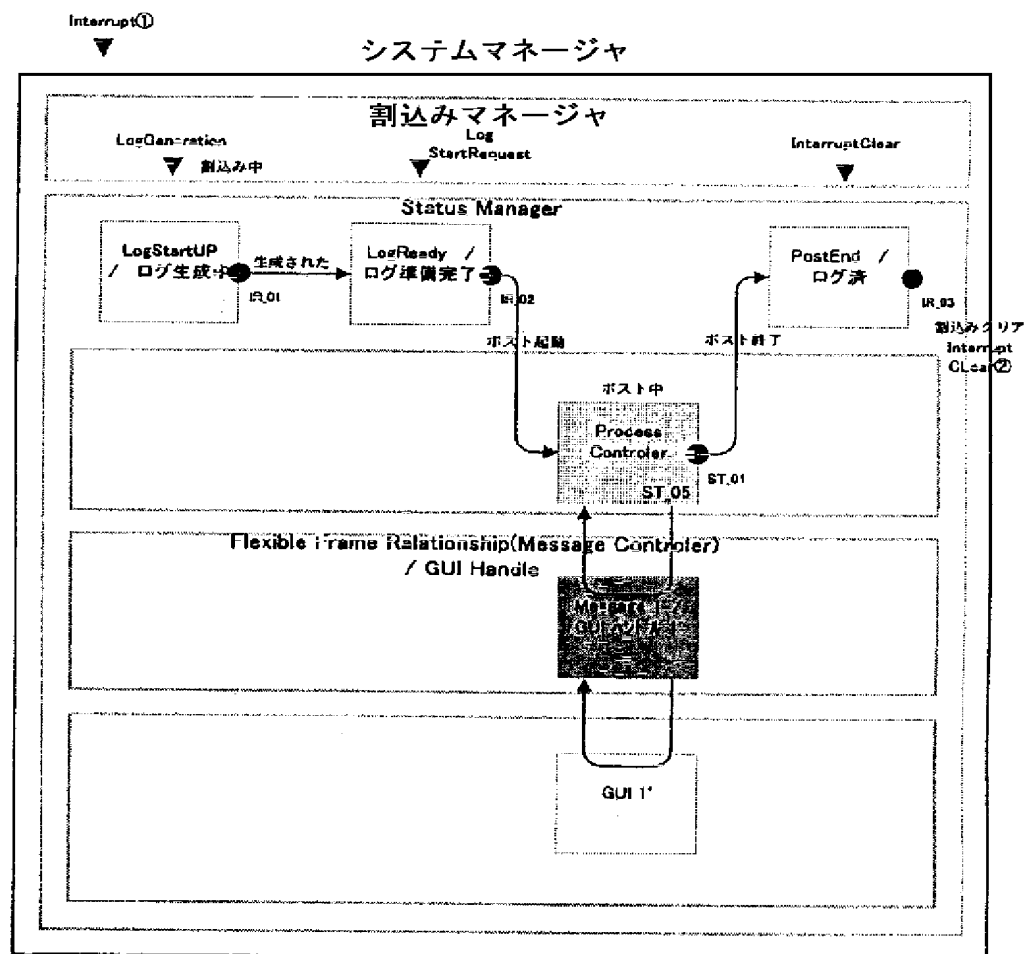 Interrupt①
システムマネージャ
割込みマネージャ
LogGeneration
割込み中
Log
StartRequest
InterruptClear
Status Manager
LogStartUP
/ ログ生成中
生成された
IR_01
LogReady /
ログ準備完了
IR_02
PostEnd /
ログ済
IR_03
割込みクリア
Interrupt
CLear②
ポスト起動
ポスト終了
ポスト中
Process
Controler
ST_01
ST_05
Flexible Frame Relationship(Message Controler)
/ GUI Handle
Message
GUI
GUI 1*